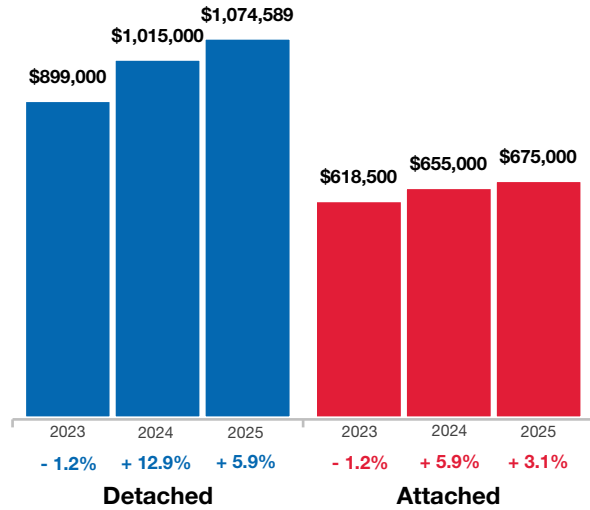 $1,074,589
$1,015,000
$899,000
$675,000
$655,000
$618,500
2023 2024 2025 2023 2024 2025
- 1.2% + 12.9% + 5.9% - 1.2% + 5.9% + 3.1%
Detached Attached